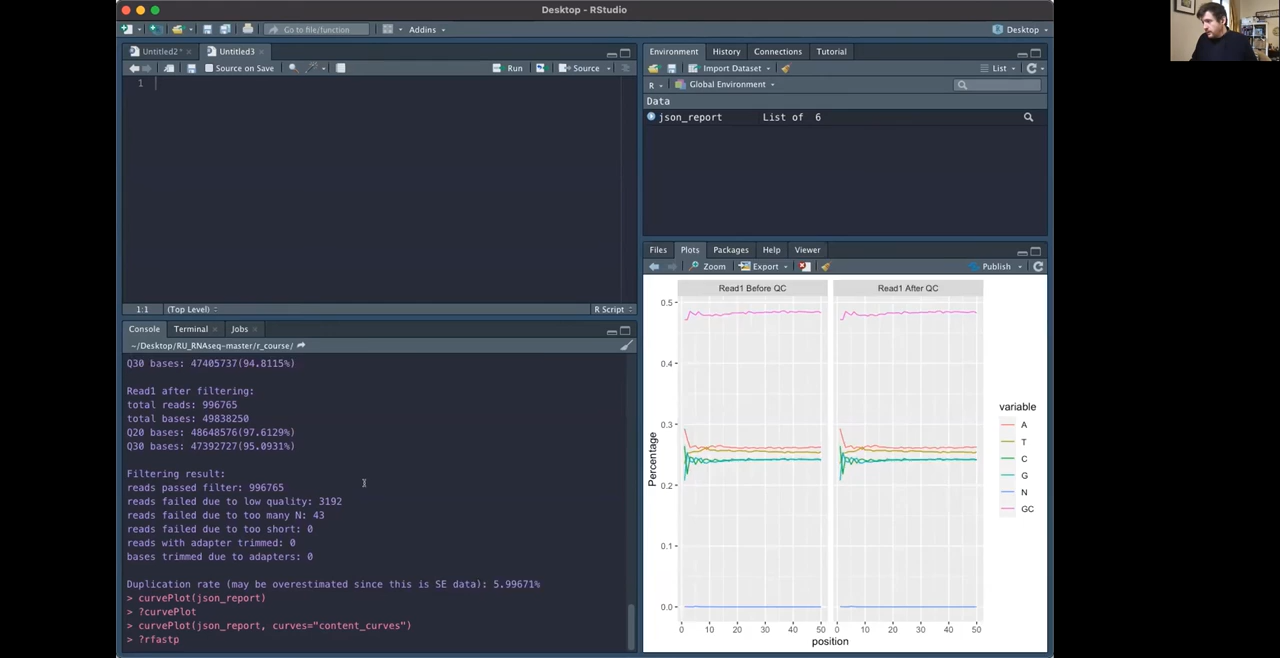 Desktop - RStudio
Go to file/function
Addins
Desktop
Untitled2*
Untitled3
Source on Save
Run
Source
1
1:1
(Top Level)
R Script
Console
Terminal
Jobs
~/Desktop/RU_RNAseq-master/r_course/
Q30 bases: 47405737(94.8115%)
Read1 after filtering:
total reads: 996765
total bases: 49838250
Q20 bases: 48648576(97.6129%)
Q30 bases: 47392727(95.0931%)
Filtering result:
reads passed filter: 996765
reads failed due to low quality: 3192
reads failed due to too many N: 43
reads failed due to too short: 0
reads with adapter trimmed: 0
bases trimmed due to adapters: 0
Duplication rate (may be overestimated since this is SE data): 5.99671%
> curvePlot(json_report)
> ?curvePlot
> curvePlot(json_report, curves="content_curves")
> ?rfastp
Environment
History
Connections
Tutorial
Import Dataset
List
R
Global Environment
Data
json_report
List of 6
Files
Plots
Packages
Help
Viewer
Zoom
Export
Publish
Read1 Before QC
Read1 After QC
0.5
0.4
0.3
0.2
0.1
0.0
Percentage
0
10
20
30
40
50
0
10
20
30
40
50
position
variable
A
T
C
G
N
GC